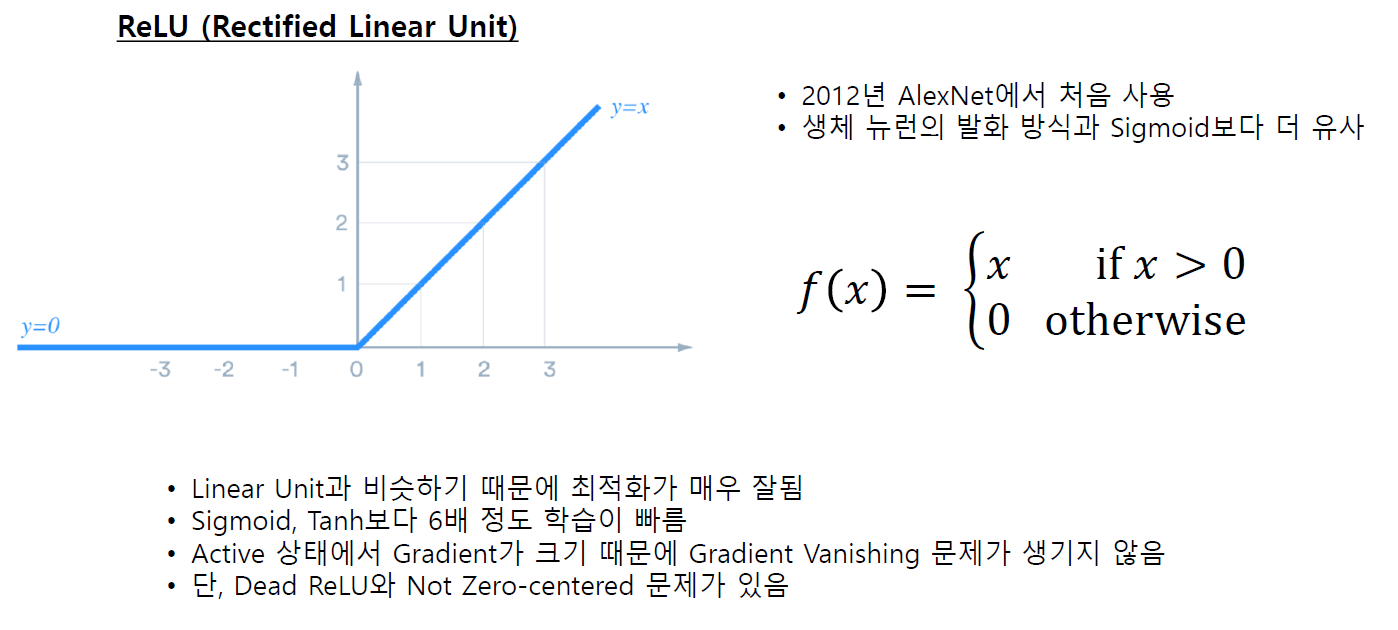 ReLU (Rectified Linear Unit)
y=x
3
2
1
y=0
-3 -2 -1 0 1 2 3
• 2012년 AlexNet에서 처음 사용
• 생체 뉴런의 발화 방식과 Sigmoid보다 더 유사
f(x) = { x if x > 0
0 otherwise
• Linear Unit과 비슷하기 때문에 최적화가 매우 잘됨
• Sigmoid, Tanh보다 6배 정도 학습이 빠름
• Active 상태에서 Gradient가 크기 때문에 Gradient Vanishing 문제가 생기지 않음
• 단, Dead ReLU와 Not Zero-centered 문제가 있음